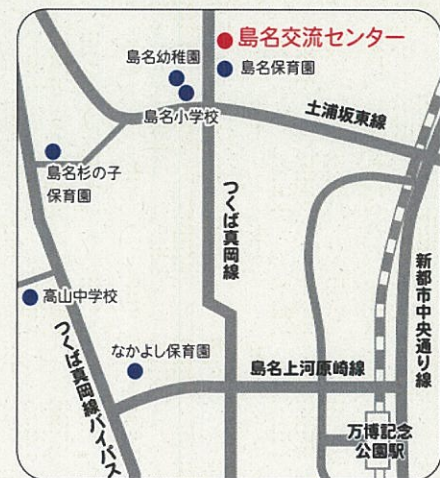 島名交流センター
島名幼稚園
島名保育園
島名小学校
土浦坂東線
島名杉の子
保育園
つくば真岡線
新都市中央通り線
高山中学校
つくば真岡線バイパス
なかよし保育園
島名上河原崎線
万博記念
公園駅